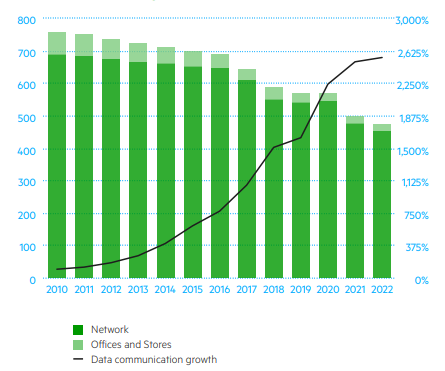 800 3,000%
700 2,625%
600 2,250%
500 1,875%
400 1,500%
300 1,125%
200 750%
100 375%
0 0%
2010 2011 2012 2013 2014 2015 2016 2017 2018 2019 2020 2021 2022
Network
Offices and Stores
Data communication growth